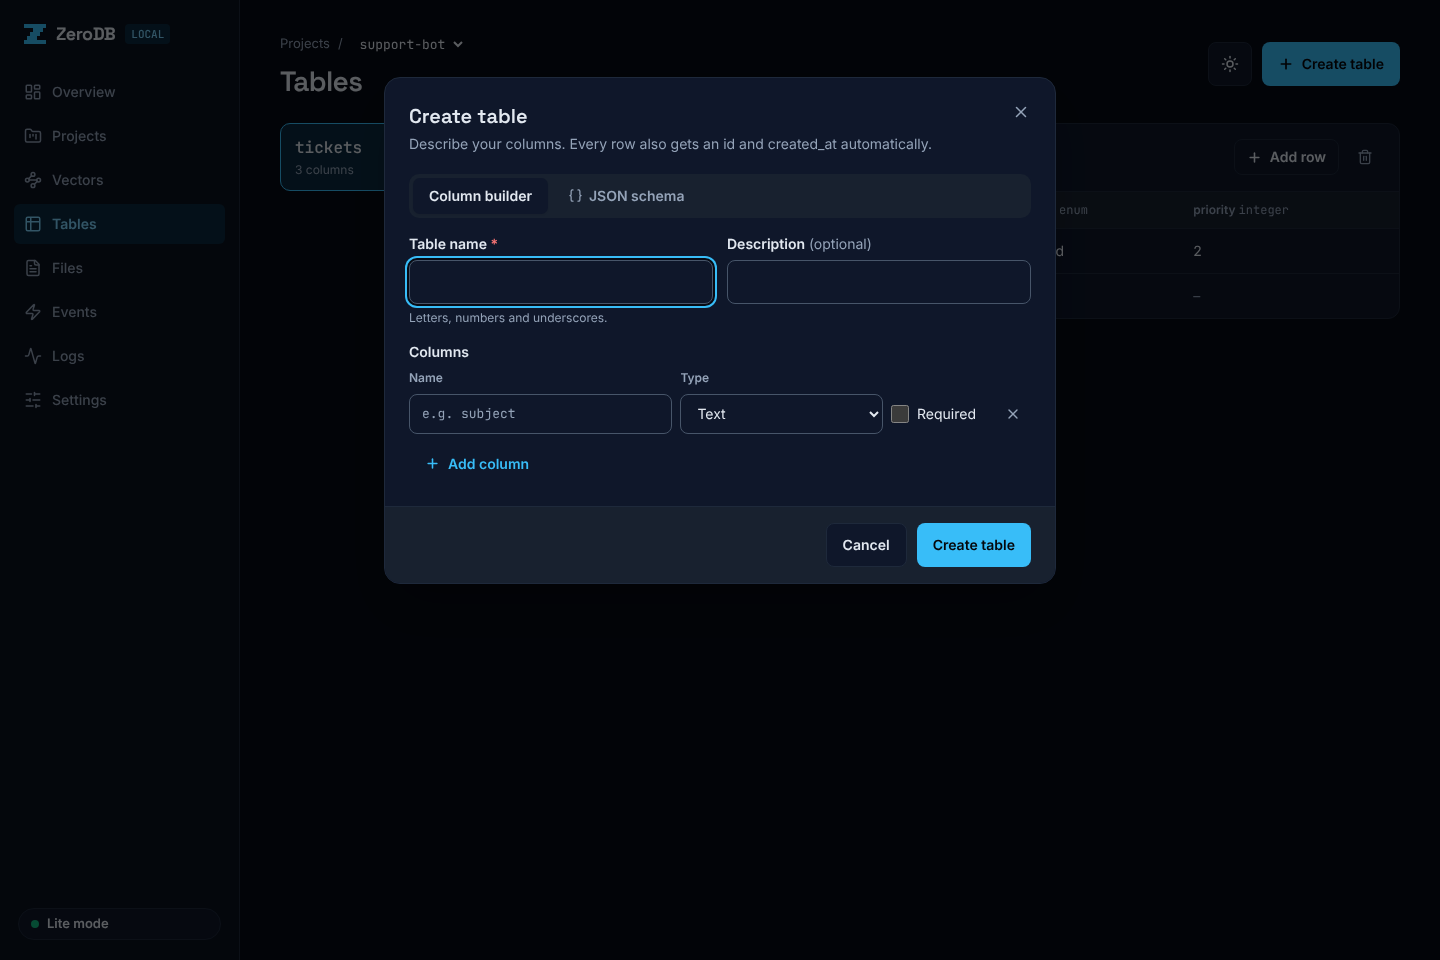 ZeroDB LOCAL
Overview
Projects
Vectors
Tables
Files
Events
Logs
Settings
Lite mode
Projects / support-bot
Tables
Create table
tickets
3 columns
Add row
enum
priority integer
d
2
–
Create table
Describe your columns. Every row also gets an id and created_at automatically.
Column builder
{} JSON schema
Table name *
Description (optional)
Letters, numbers and underscores.
Columns
Name
Type
e.g. subject
Text
Required
+ Add column
Cancel
Create table